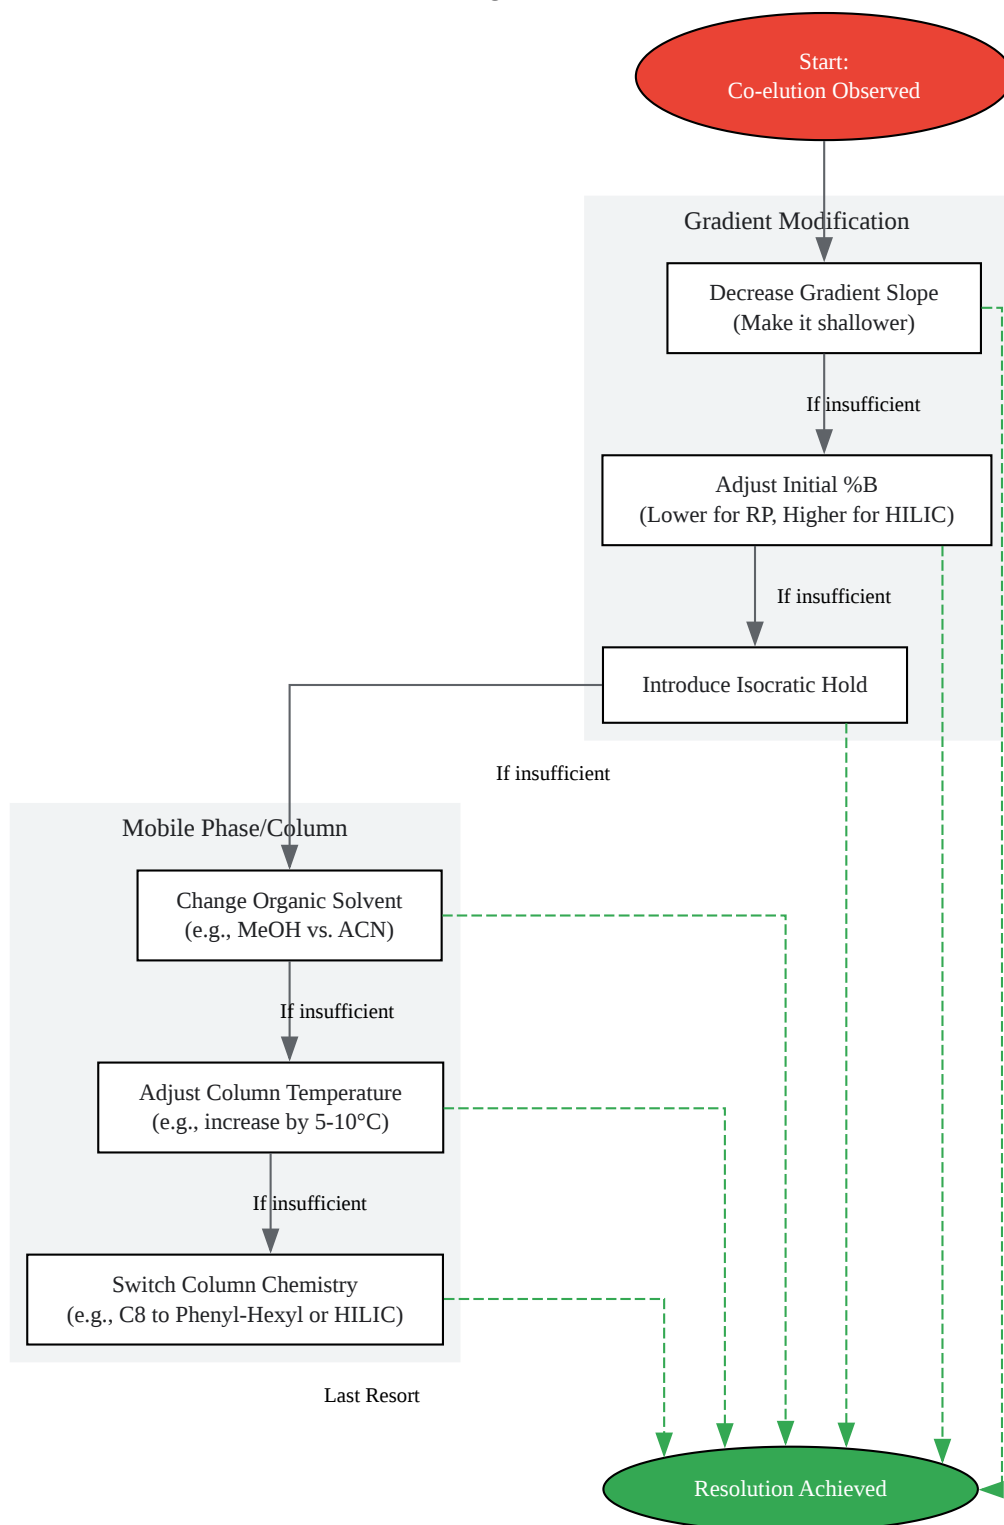 Start:
Co-elution Observed
Gradient Modification
Decrease Gradient Slope
(Make it shallower)
If insufficient
Adjust Initial %B
(Lower for RP, Higher for HILIC)
If insufficient
Introduce Isocratic Hold
If insufficient
Mobile Phase/Column
Change Organic Solvent
(e.g., MeOH vs. ACN)
If insufficient
Adjust Column Temperature
(e.g., increase by 5-10°C)
If insufficient
Switch Column Chemistry
(e.g., C8 to Phenyl-Hexyl or HILIC)
Last Resort
Resolution Achieved